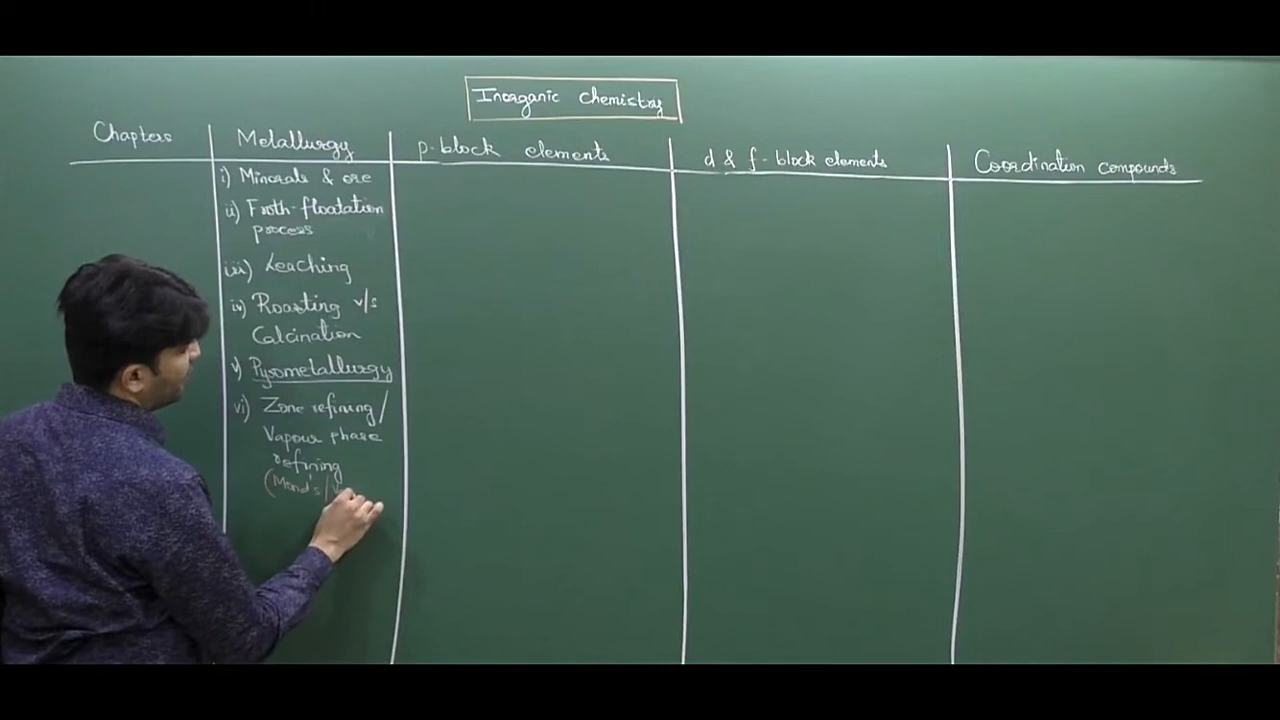 Inorganic Chemistry
Chapters
Metallurgy
p-block elements
d & f-block elements
Coordination compounds
i) Minerals & ore
ii) Froth-floatation
process
iii) Leaching
iv) Roasting v/s
Calcination
v) Pyrometallurgy
vi) Zone refining/
Vapour phase
refining
(Mond's/V